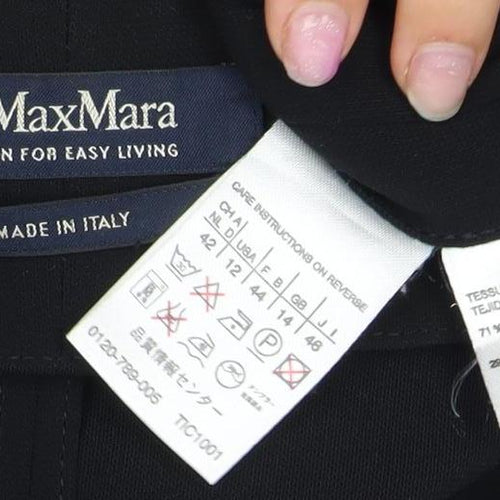 MaxMara
N FOR EASY LIVING
MADE IN ITALY
CARE INSTRUCTIONS ON REVERSE
CH A
NL D USA F B GB J I
42 12 44 14 46
30
P
品質情報センター
0120-789-005 TIC1001
TESSU
TEJID
71%